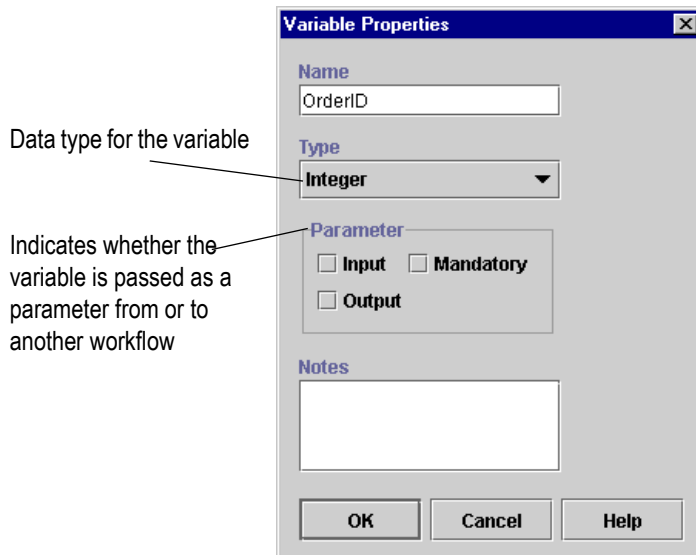 Variable Properties
Name
OrderID
Data type for the variable
Type
Integer
Indicates whether the
variable is passed as a
parameter from or to
another workflow
Parameter
Input Mandatory
Output
Notes
OK Cancel Help